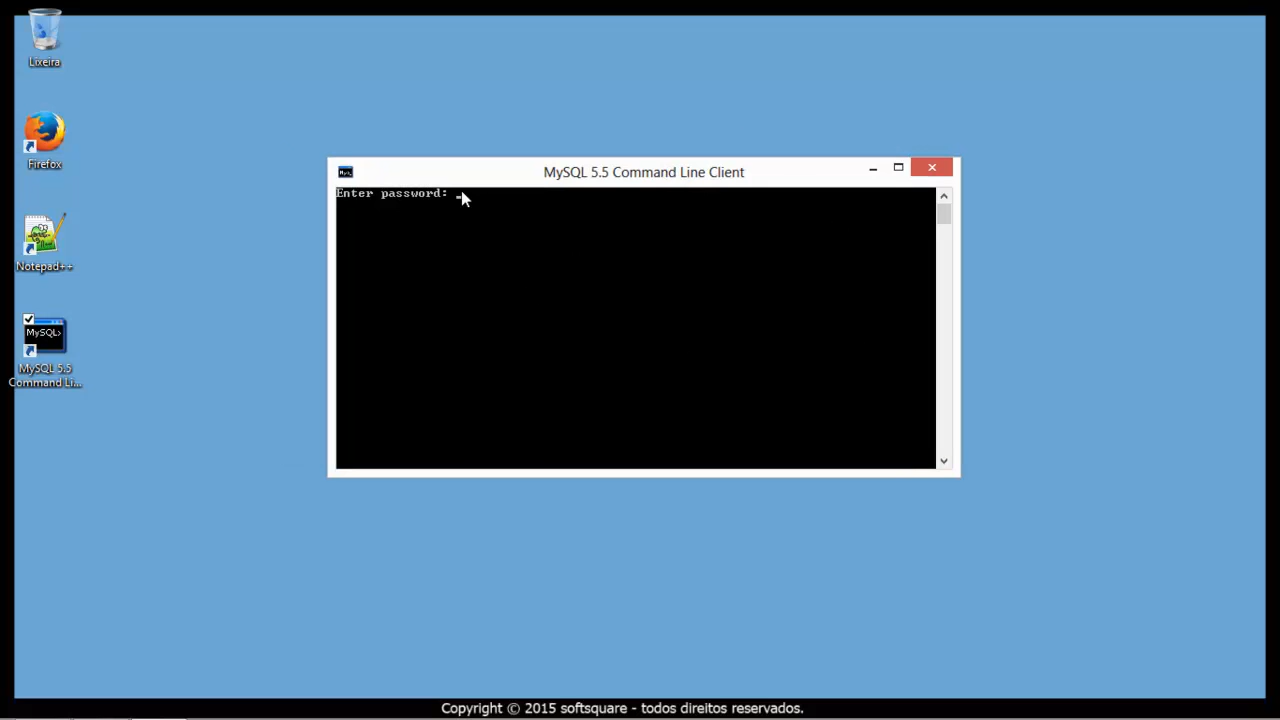 Lixeira
Firefox
Notepad++
MySQL>
MySQL 5.5
Command Li...
MySQL 5.5 Command Line Client
Enter password: _
Copyright © 2015 softsquare - todos direitos reservados.